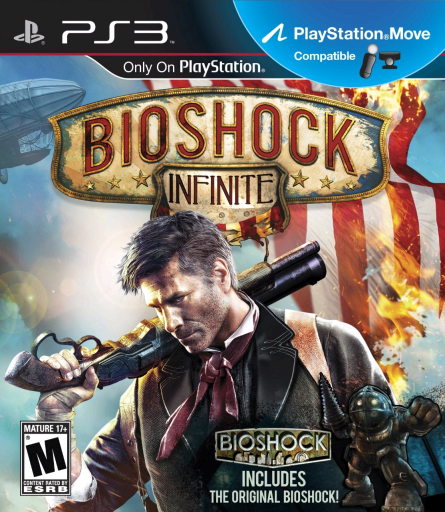 PS3
PlayStation®Move
Compatible
Only On PlayStation®
BIOSHOCK
INFINITE
MATURE 17+
M
CONTENT RATED BY
ESRB
BIOSHOCK
INCLUDES
THE ORIGINAL BIOSHOCK!